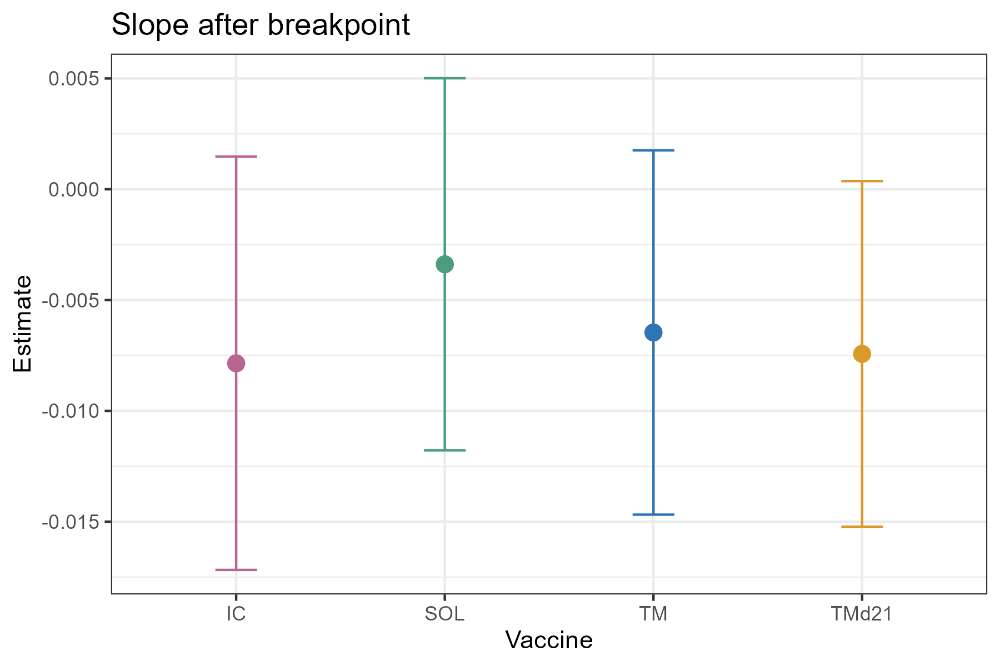 Slope after breakpoint
0.005
0.000
-0.005
-0.010
-0.015
Estimate
IC
SOL
TM
TMd21
Vaccine